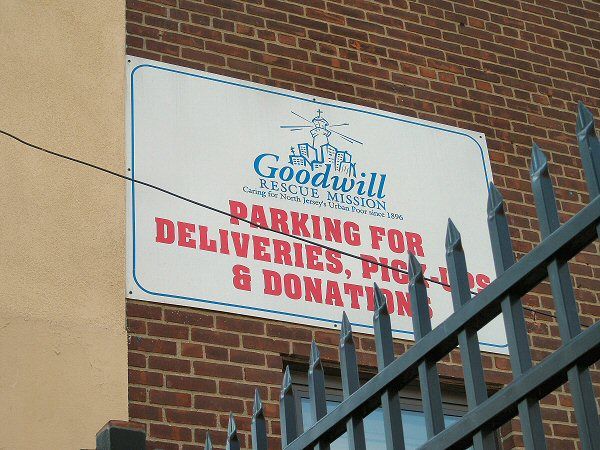 Goodwill
RESCUE MISSION
Caring for North Jersey's Urban Poor since 1896
PARKING FOR
DELIVERIES, PICK-UPS
& DONATIONS